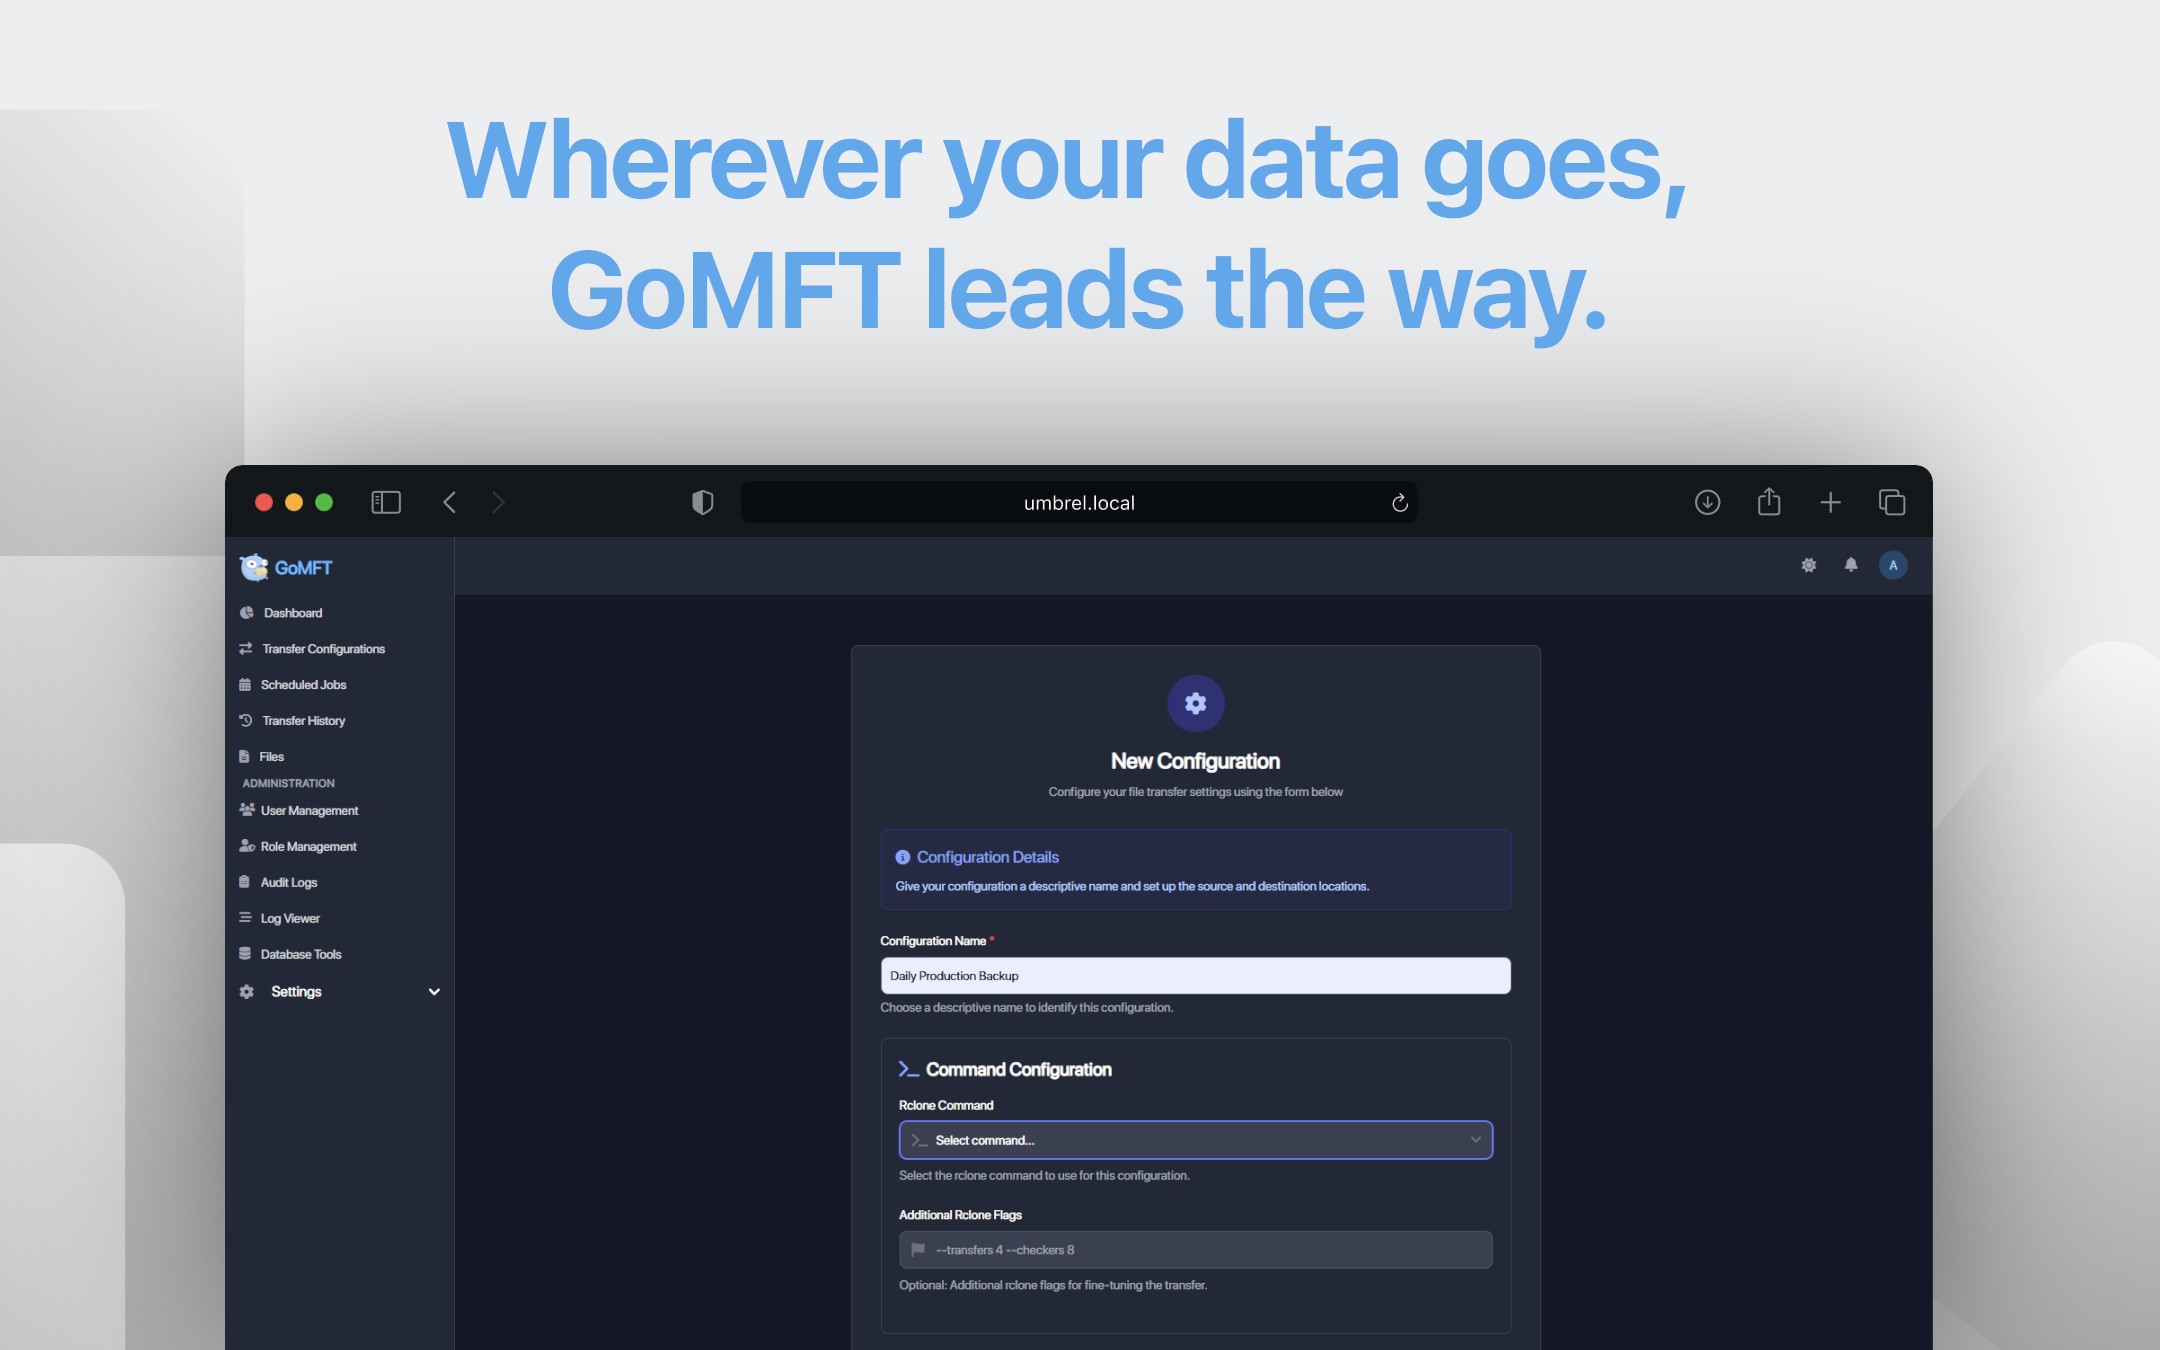 Wherever your data goes,
GoMFT leads the way.
umbrel.local
GoMFT
A
Dashboard
Transfer Configurations
Scheduled Jobs
Transfer History
Files
ADMINISTRATION
User Management
Role Management
Audit Logs
Log Viewer
Database Tools
Settings
New Configuration
Configure your file transfer settings using the form below
Configuration Details
Give your configuration a descriptive name and set up the source and destination locations.
Configuration Name *
Daily Production Backup
Choose a descriptive name to identify this configuration.
Command Configuration
Rclone Command
Select command...
Select the rclone command to use for this configuration.
Additional Rclone Flags
--transfers 4 --checkers 8
Optional: Additional rclone flags for fine-tuning the transfer.